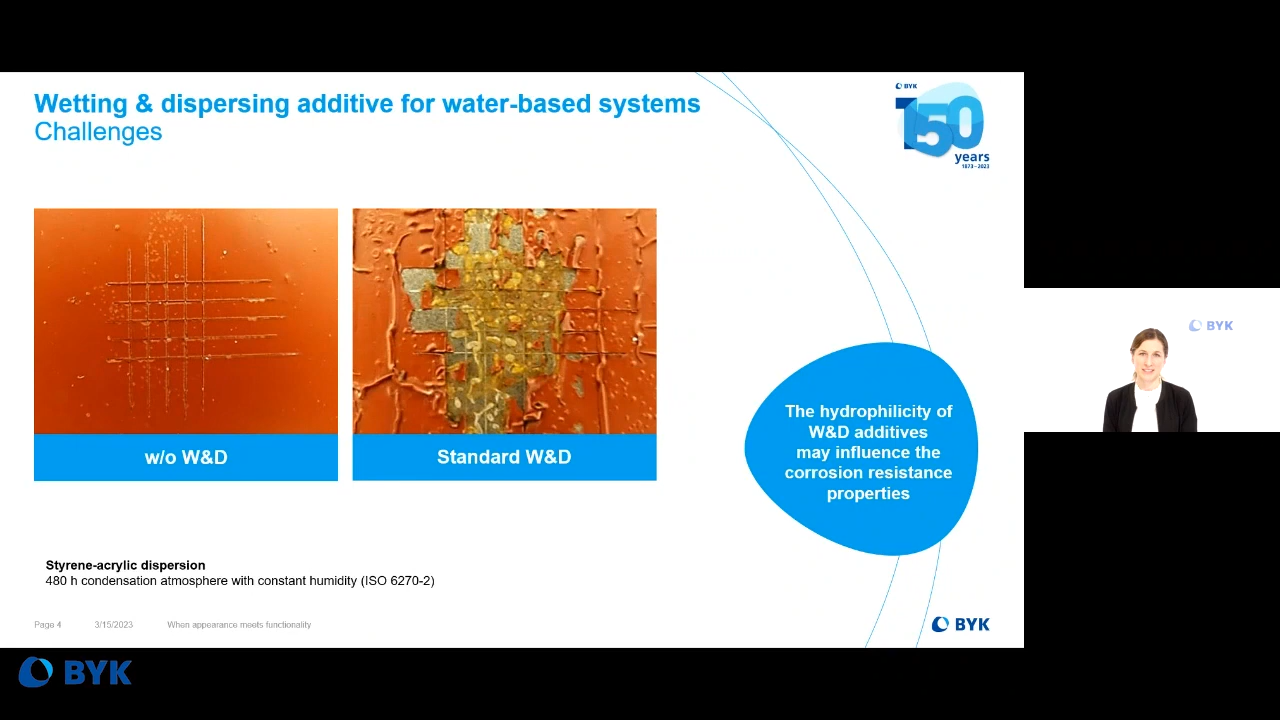 Wetting & dispersing additive for water-based systems
Challenges
BYK
150
years
1873-2023
w/o W&D
Standard W&D
The hydrophilicity of
W&D additives
may influence the
corrosion resistance
properties
Styrene-acrylic dispersion
480 h condensation atmosphere with constant humidity (ISO 6270-2)
Page 4
3/15/2023
When appearance meets functionality
BYK
BYK
BYK